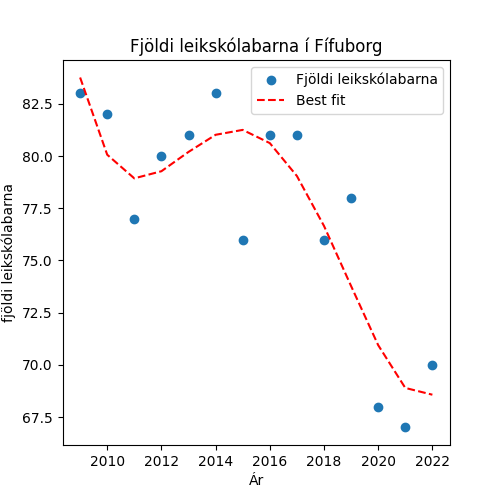 Fjöldi leikskólabarna í Fífuborg
Fjöldi leikskólabarna
Best fit
fjöldi leikskólabarna
82.5
80.0
77.5
75.0
72.5
70.0
67.5
2010 2012 2014 2016 2018 2020 2022
Ár